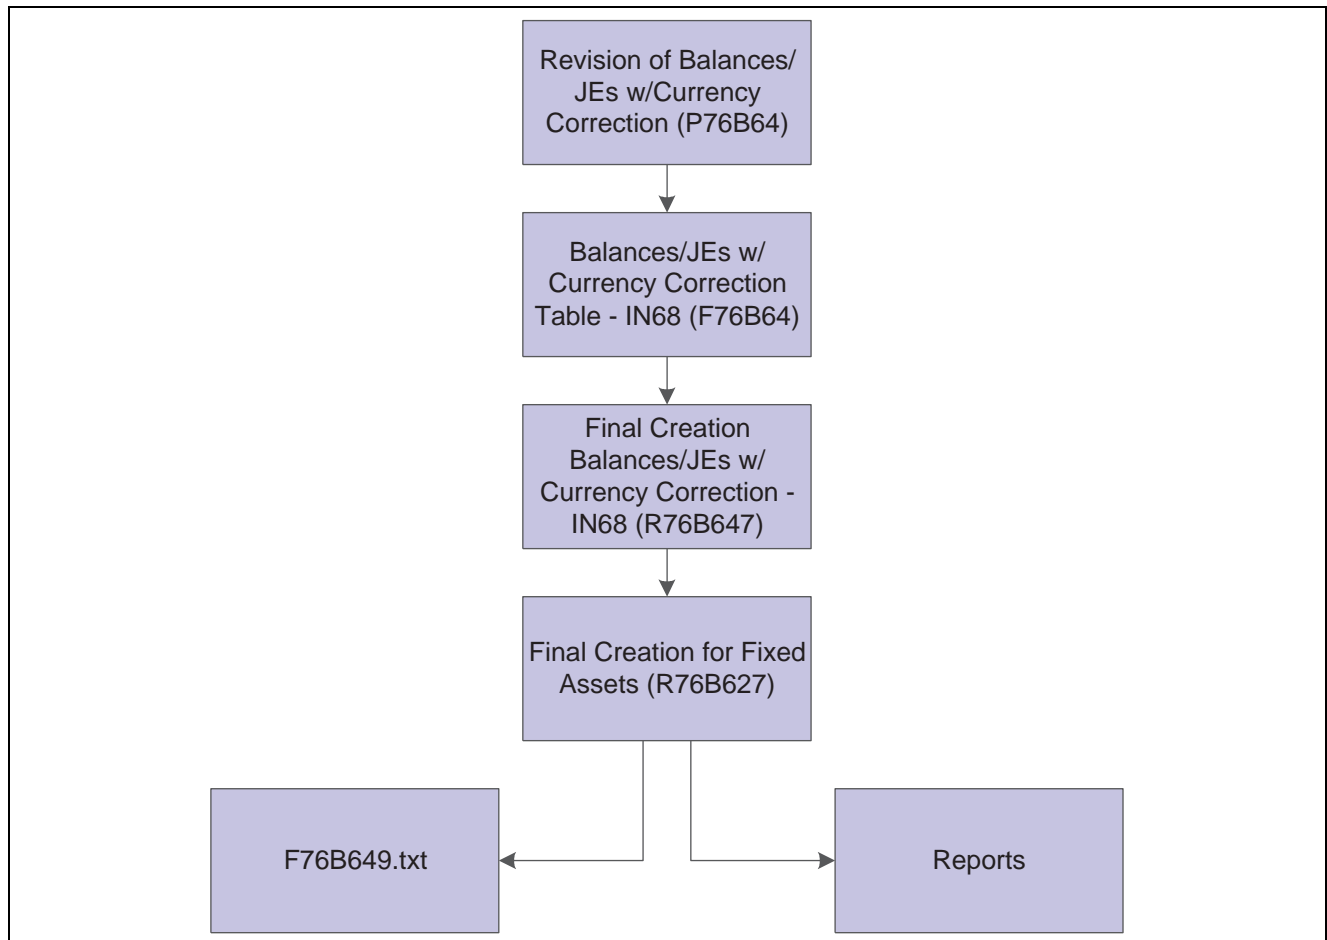 Revision of Balances/
JEs w/Currency
Correction (P76B64)
Balances/JEs w/
Currency Correction
Table - IN68 (F76B64)
Final Creation
Balances/JEs w/
Currency Correction -
IN68 (R76B647)
Final Creation for Fixed
Assets (R76B627)
F76B649.txt
Reports